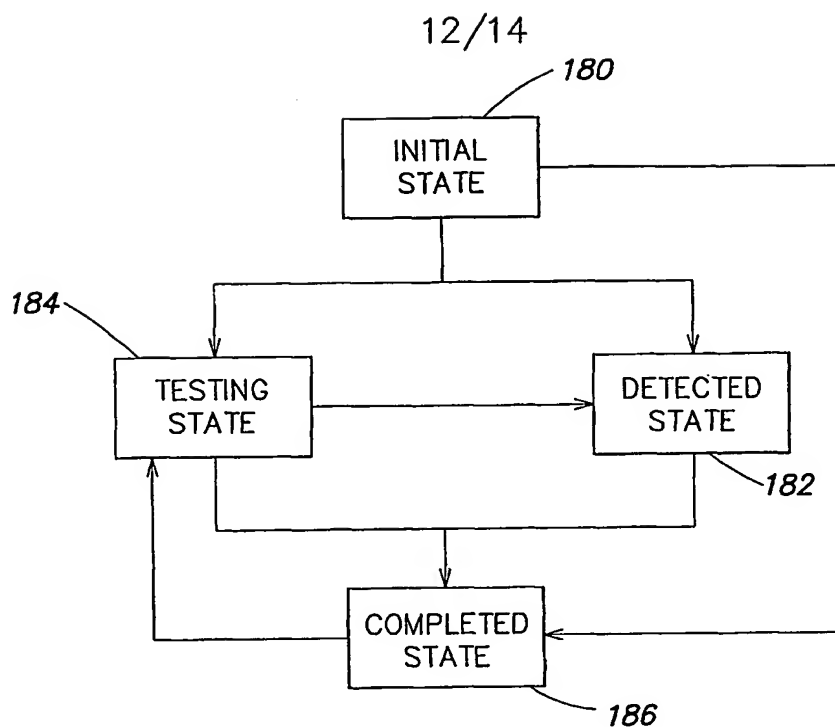 12/14
180
INITIAL
STATE
184
TESTING
STATE
DETECTED
STATE
182
COMPLETED
STATE
186